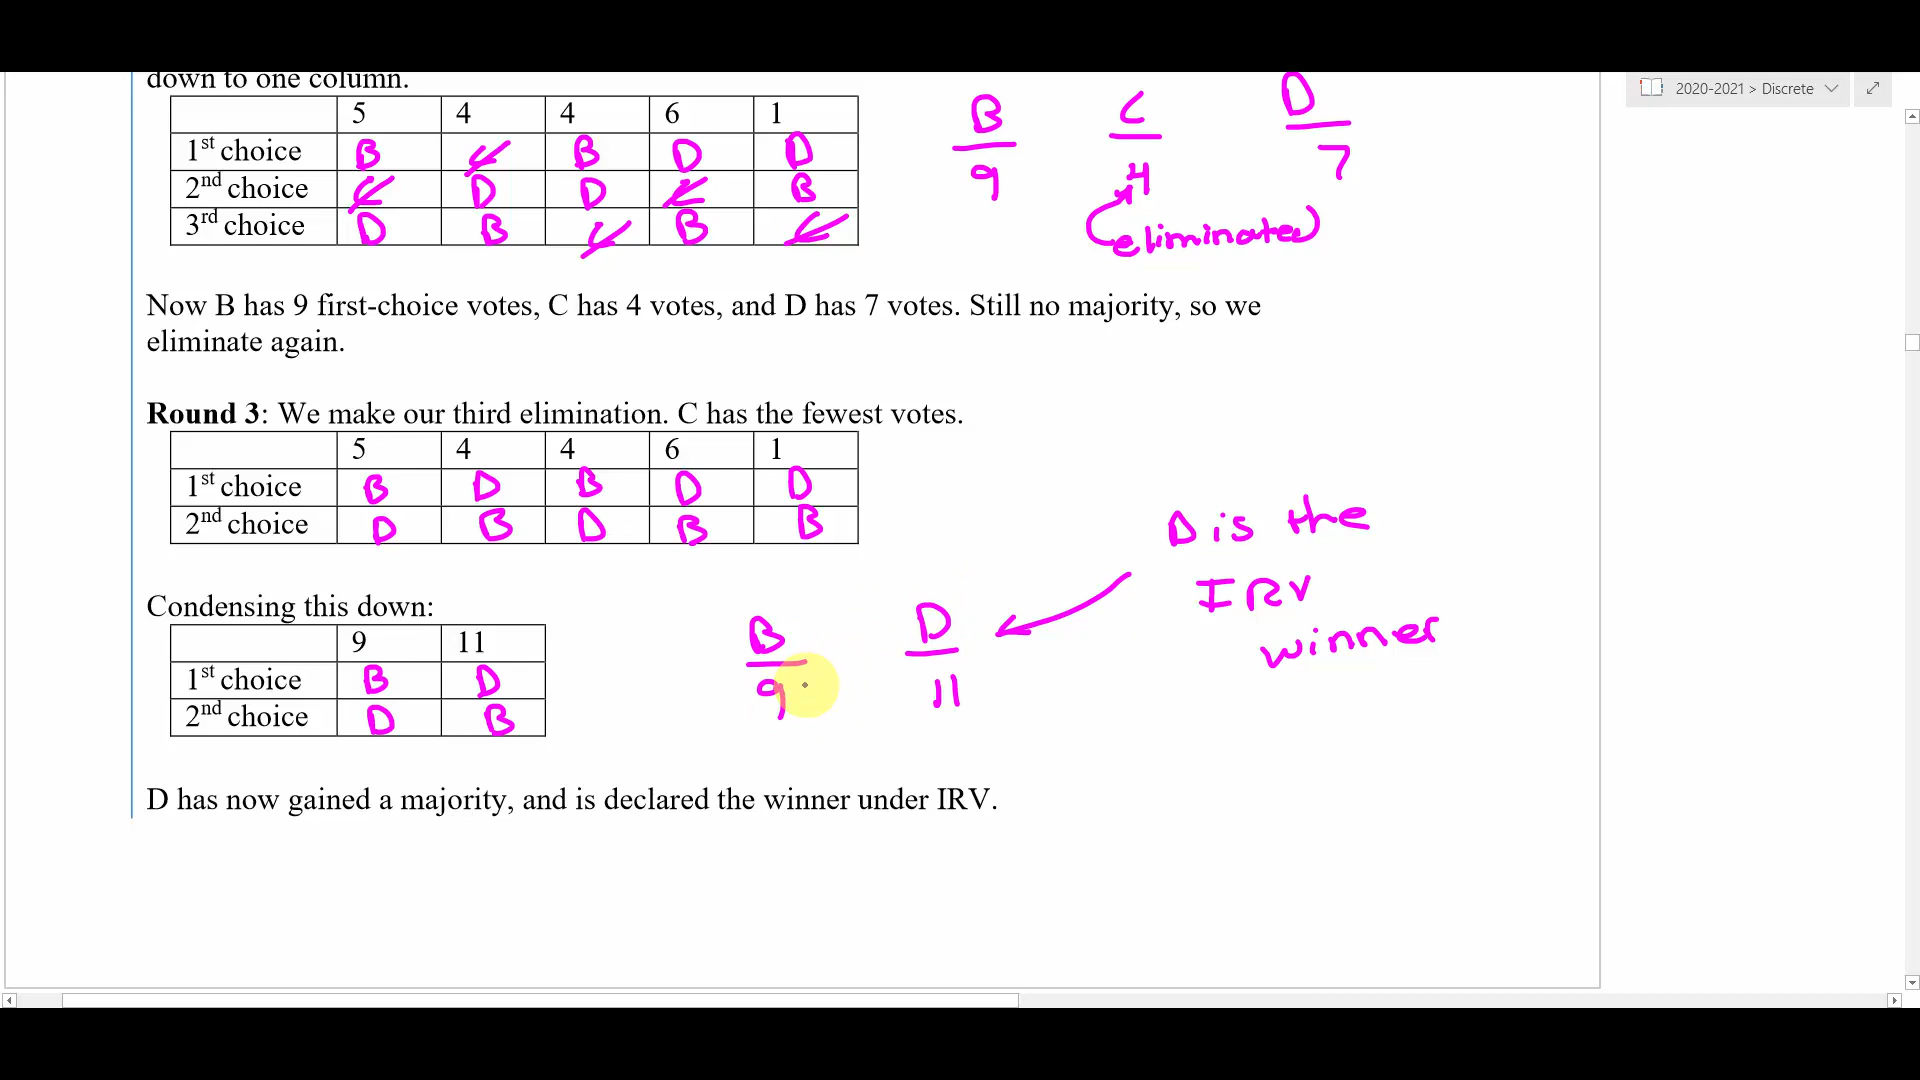 down to one column.
2020-2021 > Discrete
5 4 4 6 1
1st choice B C B D D
2nd choice C D D C B
3rd choice D B C B C
B C D
9 4 7
eliminated
Now B has 9 first-choice votes, C has 4 votes, and D has 7 votes. Still no majority, so we
eliminate again.
Round 3: We make our third elimination. C has the fewest votes.
5 4 4 6 1
1st choice B D B D D
2nd choice D B D B B
D is the
IRV
winner
Condensing this down:
9 11
1st choice B D
2nd choice D B
B D
9 11
D has now gained a majority, and is declared the winner under IRV.